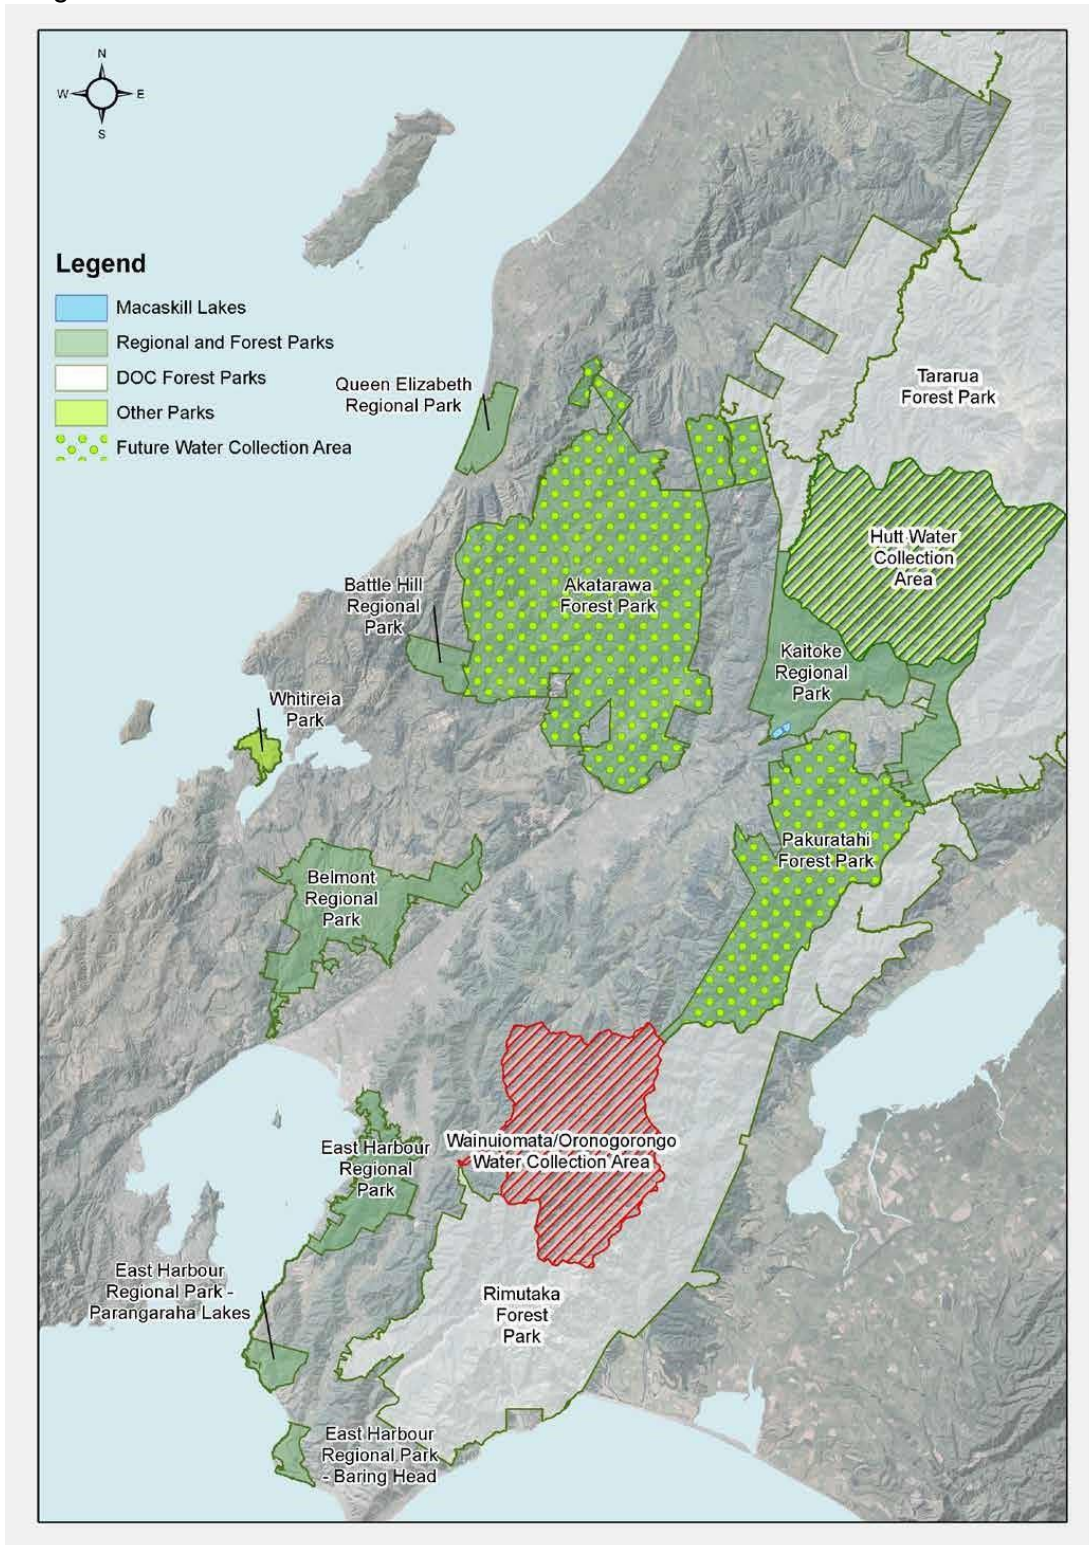 N
W E
S
Legend
Macaskill Lakes
Regional and Forest Parks
DOC Forest Parks
Other Parks
Future Water Collection Area
Queen Elizabeth
Regional Park
Tararua
Forest Park
Hutt Water
Collection
Area
Battle Hill
Regional
Park
Akatarawa
Forest Park
Kaitoke
Regional
Park
Whitireia
Park
Pakuratahi
Forest Park
Belmont
Regional
Park
Wainuiomata/Oronogorongo
Water Collection Area
East Harbour
Regional
Park
East Harbour
Regional Park -
Parangaraha Lakes
Rimutaka
Forest
Park
East Harbour
Regional Park
- Baring Head